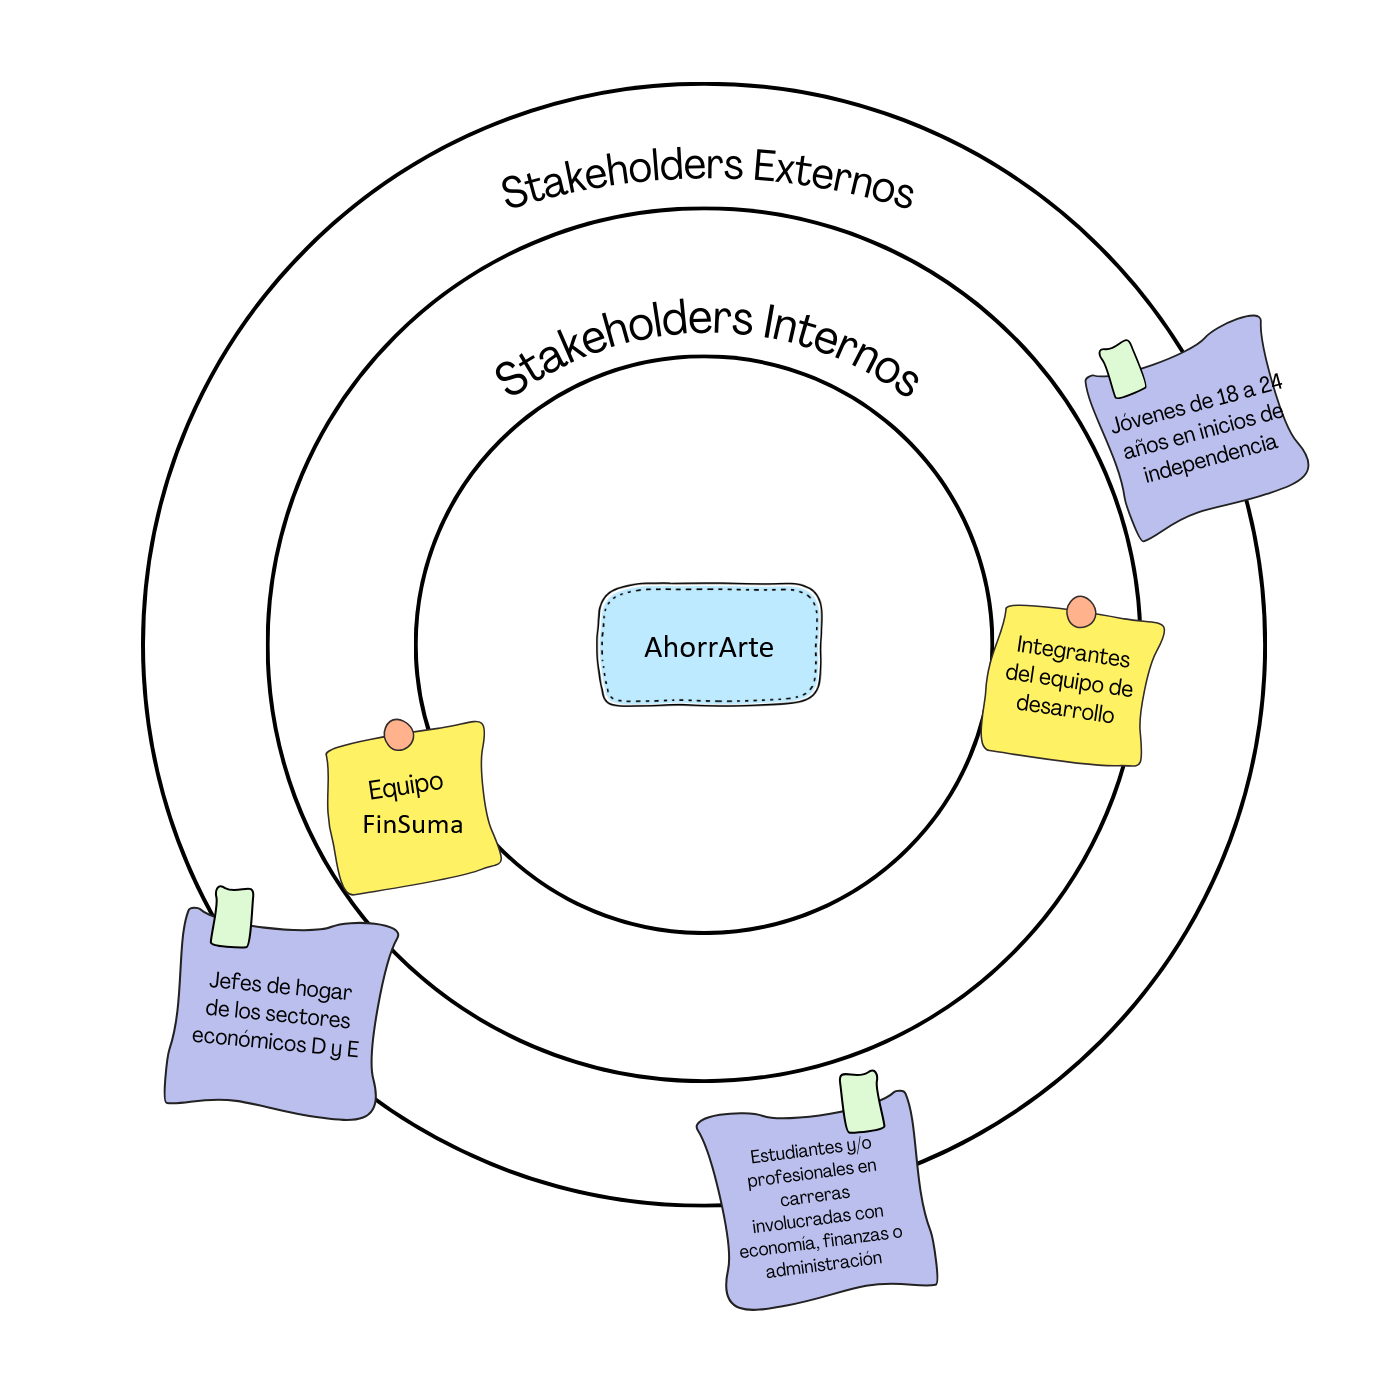 Stakeholders Externos
Stakeholders Internos
Jóvenes de 18 a 24
años en inicios de
independencia
AhorrArte
Integrantes
del equipo de
desarrollo
Equipo
FinSuma
Jefes de hogar
de los sectores
económicos D y E
Estudiantes y/o
profesionales en
carreras
involucradas con
economía, finanzas o
administración